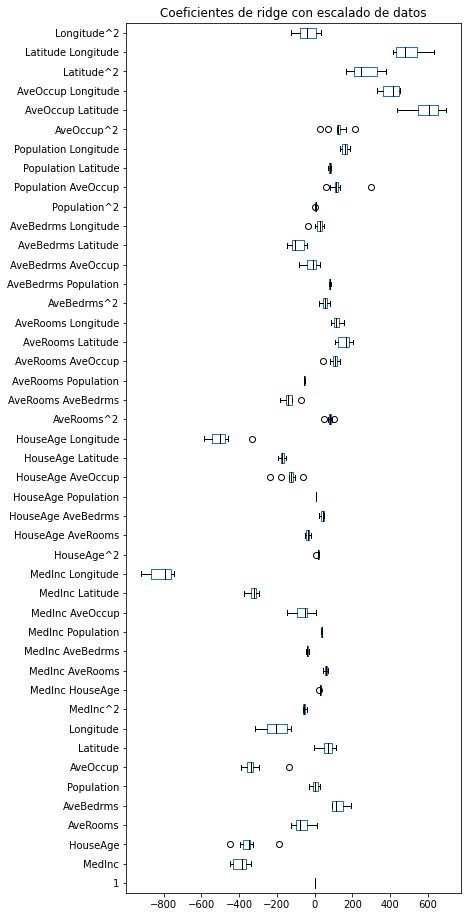 Coeficientes de ridge con escalado de datos
Longitude^2
Latitude Longitude
Latitude^2
AveOccup Longitude
AveOccup Latitude
AveOccup^2
Population Longitude
Population Latitude
Population AveOccup
Population^2
AveBedrms Longitude
AveBedrms Latitude
AveBedrms AveOccup
AveBedrms Population
AveBedrms^2
AveRooms Longitude
AveRooms Latitude
AveRooms AveOccup
AveRooms Population
AveRooms AveBedrms
AveRooms^2
HouseAge Longitude
HouseAge Latitude
HouseAge AveOccup
HouseAge Population
HouseAge AveBedrms
HouseAge AveRooms
HouseAge^2
MedInc Longitude
MedInc Latitude
MedInc AveOccup
MedInc Population
MedInc AveBedrms
MedInc AveRooms
MedInc HouseAge
MedInc^2
Longitude
Latitude
AveOccup
Population
AveBedrms
AveRooms
HouseAge
MedInc
1
−800 −600 −400 −200 0 200 400 600